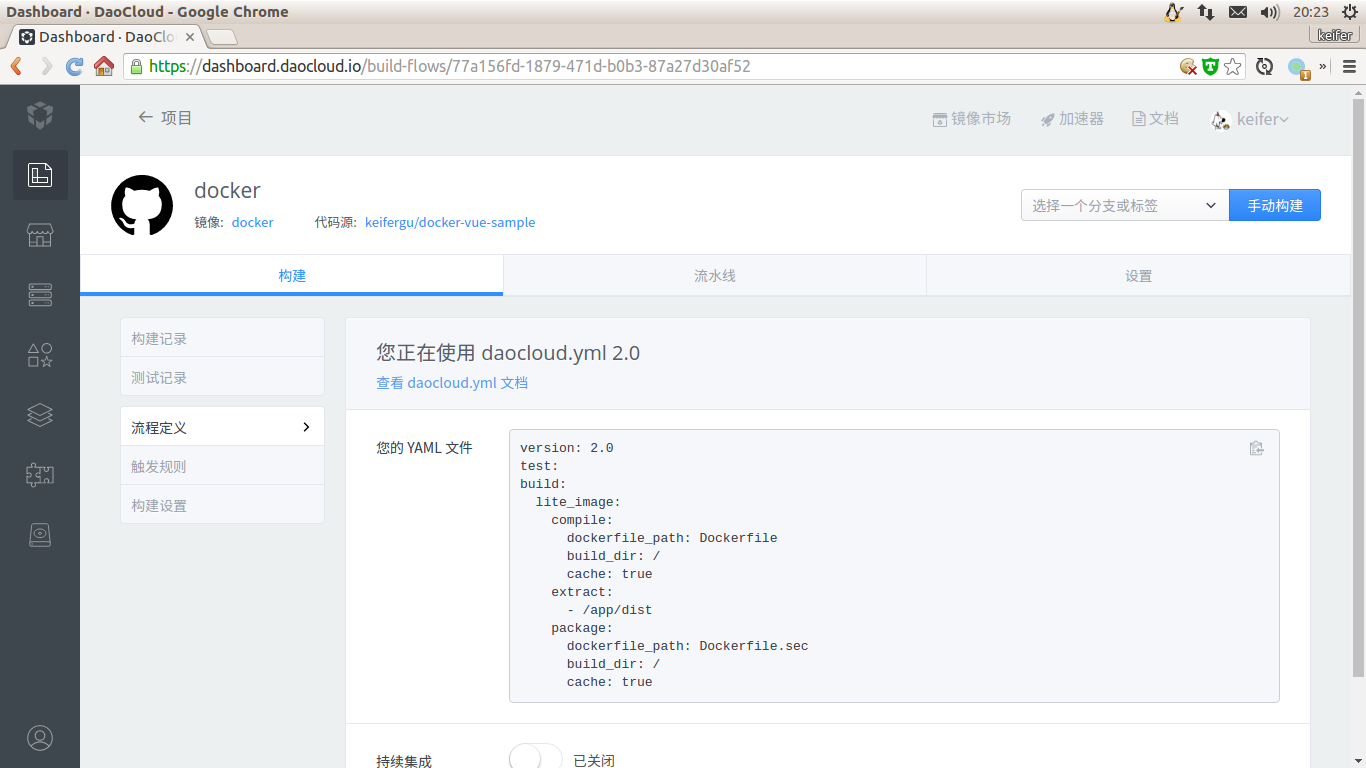 Dashboard · DaoCloud - Google Chrome
20:23
Dashboard · DaoClo
keifer
https://dashboard.daocloud.io/build-flows/77a156fd-1879-471d-b0b3-87a27d30af52
1
»
← 项目
镜像市场
加速器
文档
keifer
docker
镜像: docker
代码源: keifergu/docker-vue-sample
选择一个分支或标签
手动构建
构建
流水线
设置
构建记录
测试记录
流程定义
触发规则
构建设置
您正在使用 daocloud.yml 2.0
查看 daocloud.yml 文档
您的 YAML 文件
version: 2.0
test:
build:
  lite_image:
    compile:
      dockerfile_path: Dockerfile
      build_dir: /
      cache: true
    extract:
      - /app/dist
    package:
      dockerfile_path: Dockerfile.sec
      build_dir: /
      cache: true
持续集成
已关闭